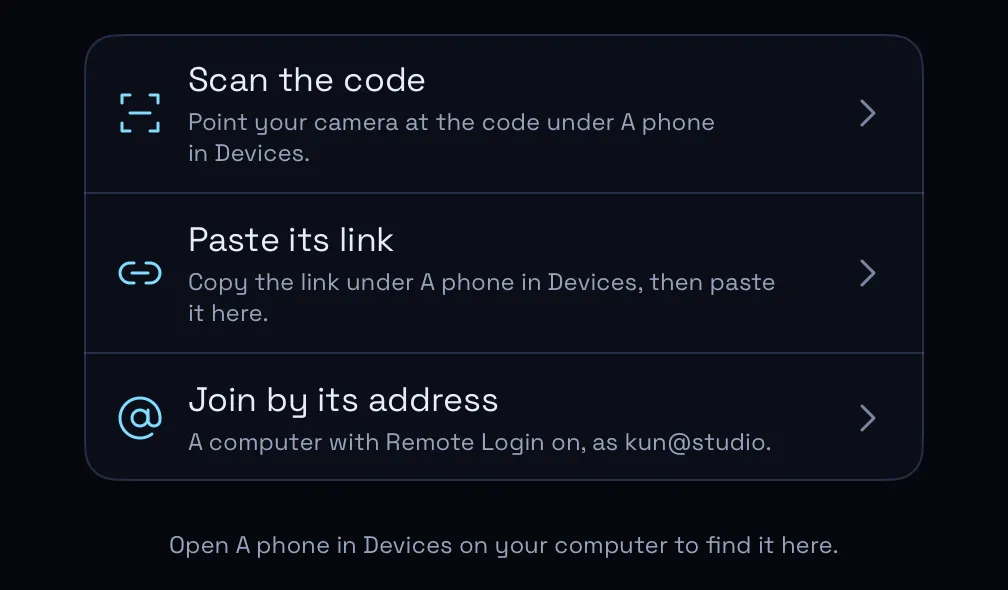 Scan the code
Point your camera at the code under A phone
in Devices.
Paste its link
Copy the link under A phone in Devices, then paste
it here.
Join by its address
A computer with Remote Login on, as kun@studio.
Open A phone in Devices on your computer to find it here.